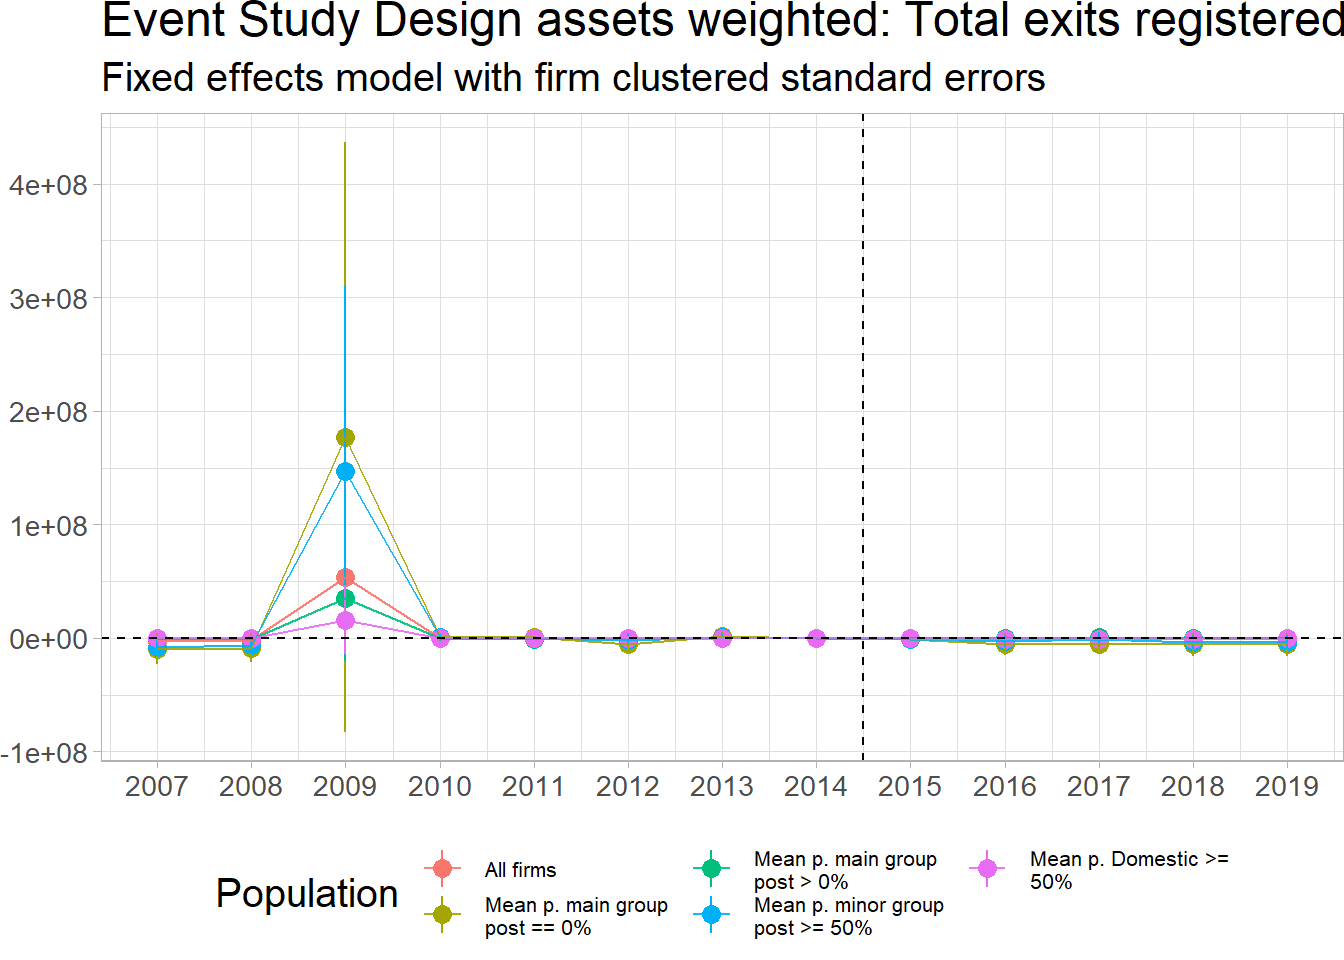 Event Study Design assets weighted: Total exits registered
Fixed effects model with firm clustered standard errors
4e+08
3e+08
2e+08
1e+08
0e+00
-1e+08
2007 2008 2009 2010 2011 2012 2013 2014 2015 2016 2017 2018 2019
Population
All firms
Mean p. main group
post == 0%
Mean p. main group
post > 0%
Mean p. minor group
post >= 50%
Mean p. Domestic >=
50%